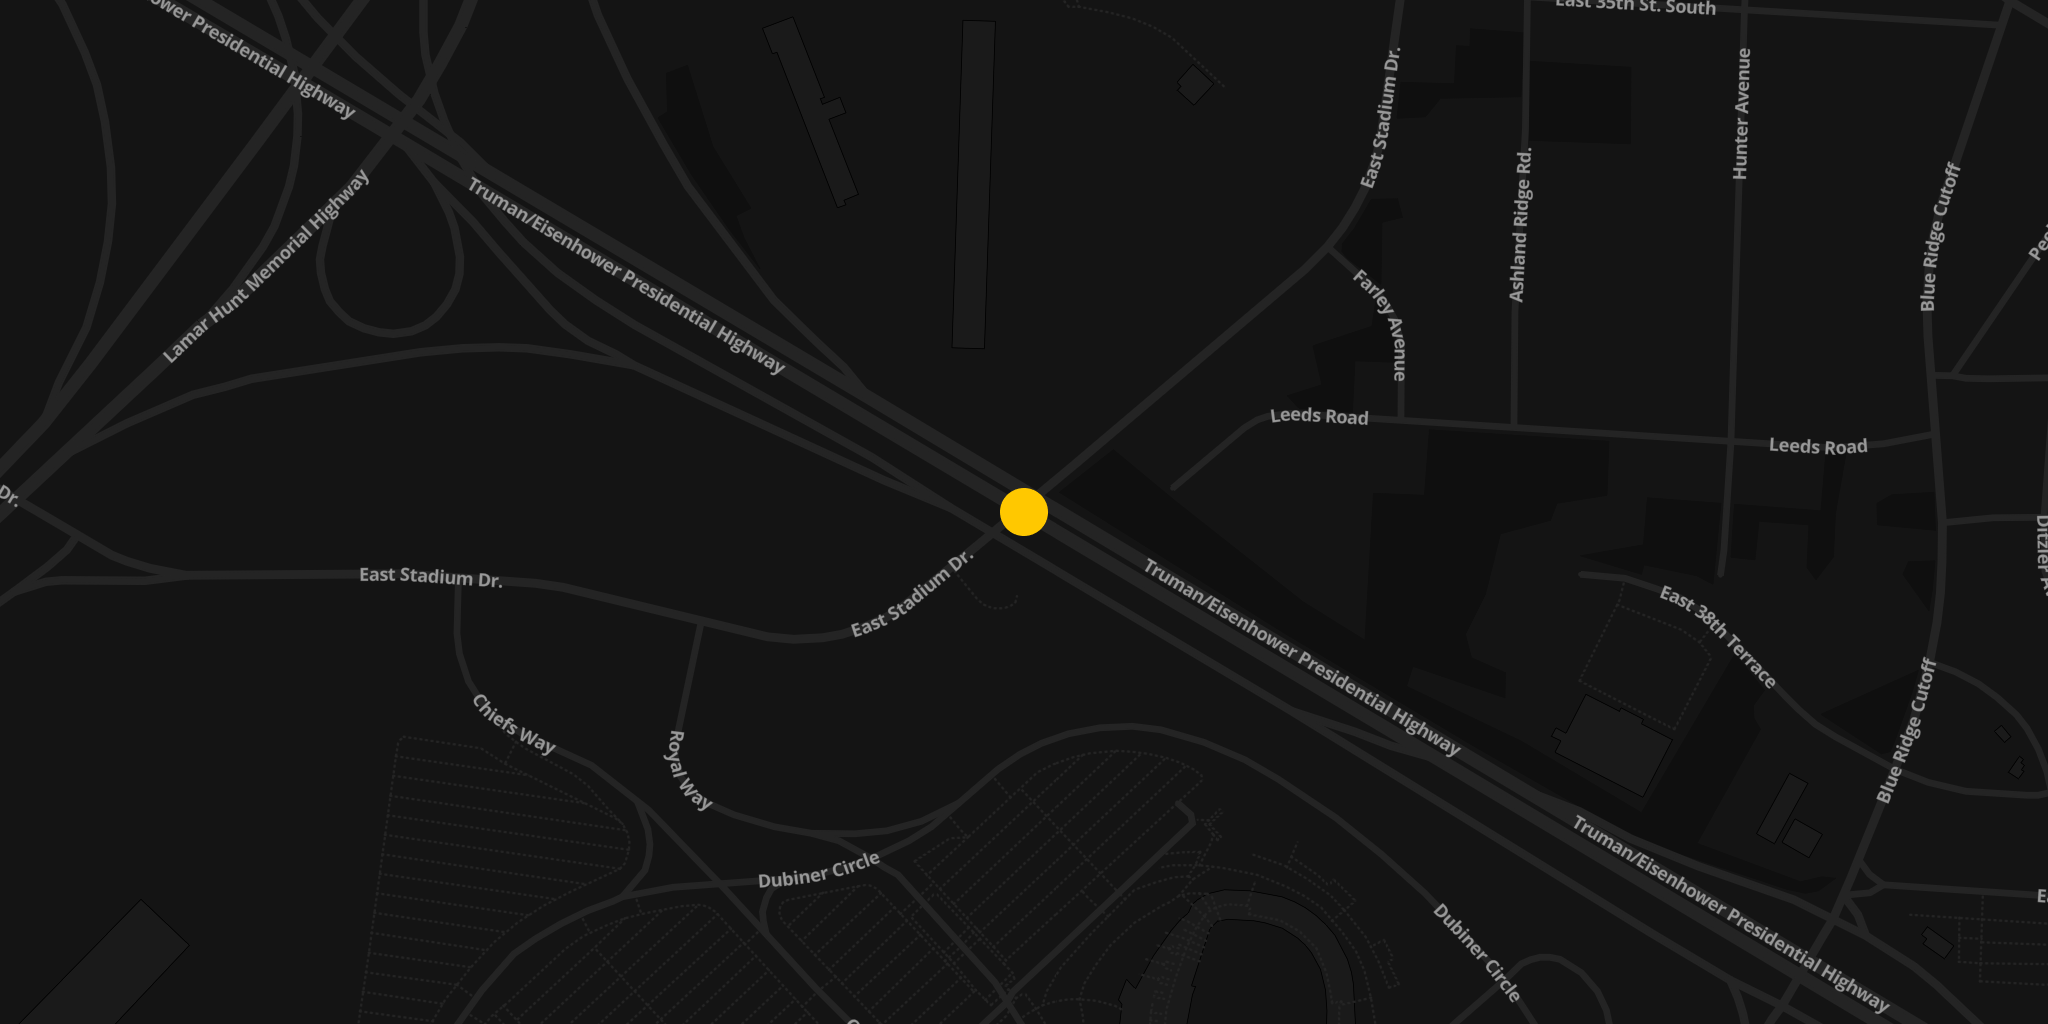 ower Presidential Highway
East 35th St. South
East Stadium Dr.
Hunter Avenue
Ashland Ridge Rd.
Blue Ridge Cutoff
Lamar Hunt Memorial Highway
Truman/Eisenhower Presidential Highway
Farley Avenue
Leeds Road
Leeds Road
Dr.
East Stadium Dr.
East Stadium Dr.
Truman/Eisenhower Presidential Highway
East 38th Terrace
Chiefs Way
Royal Way
Blue Ridge Cutoff
Dubiner Circle
Truman/Eisenhower Presidential Highway
Dubiner Circle